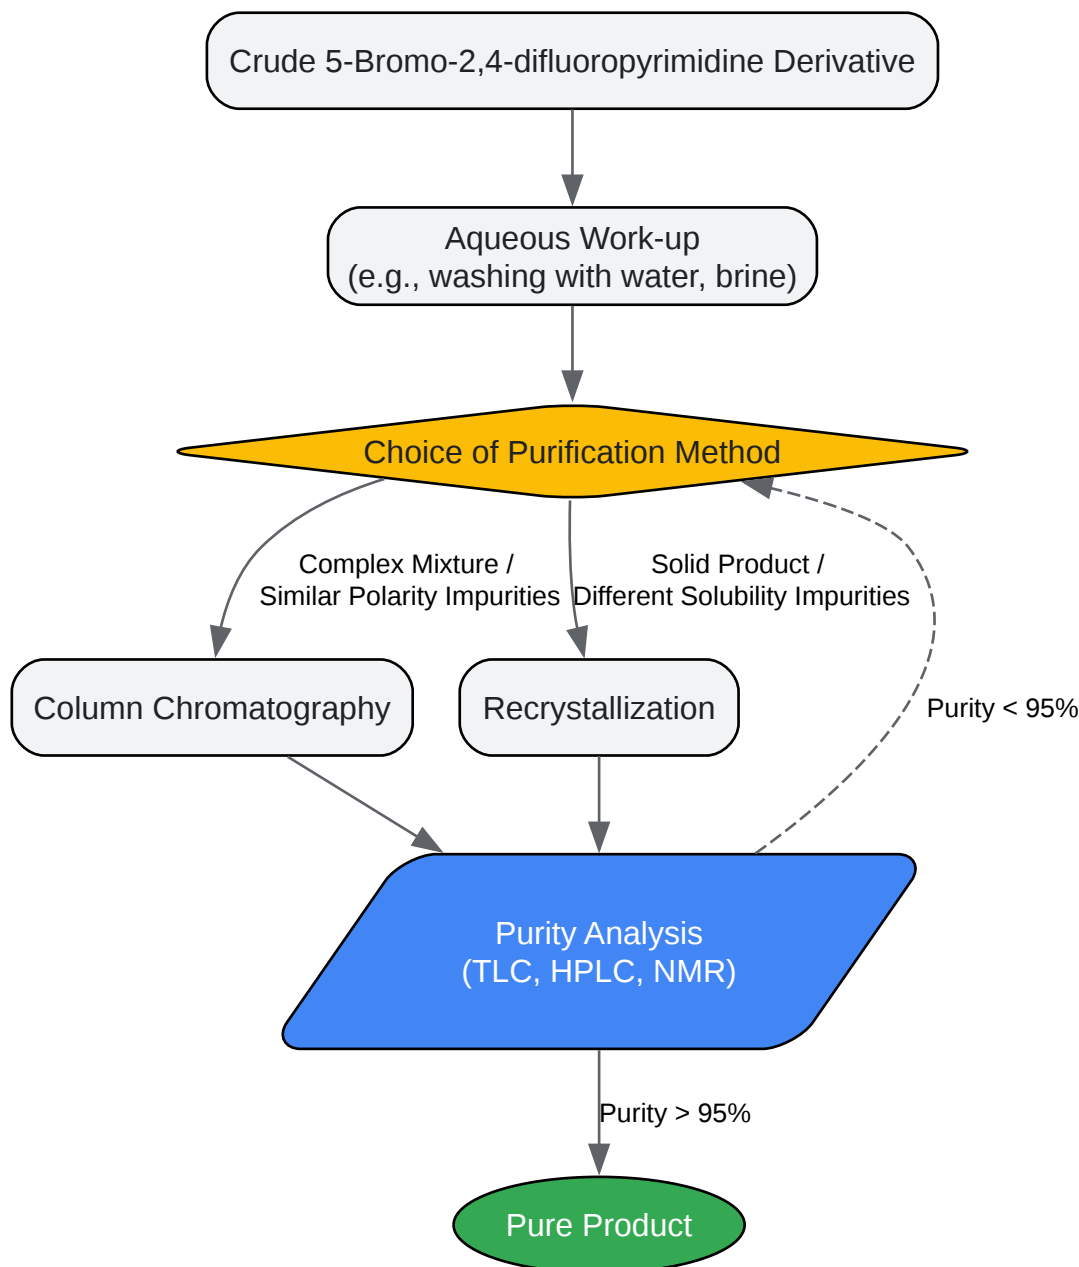 Crude 5-Bromo-2,4-difluoropyrimidine Derivative
Aqueous Work-up
(e.g., washing with water, brine)
Choice of Purification Method
Complex Mixture /
Similar Polarity Impurities
Solid Product /
Different Solubility Impurities
Column Chromatography
Recrystallization
Purity < 95%
Purity Analysis
(TLC, HPLC, NMR)
Purity > 95%
Pure Product